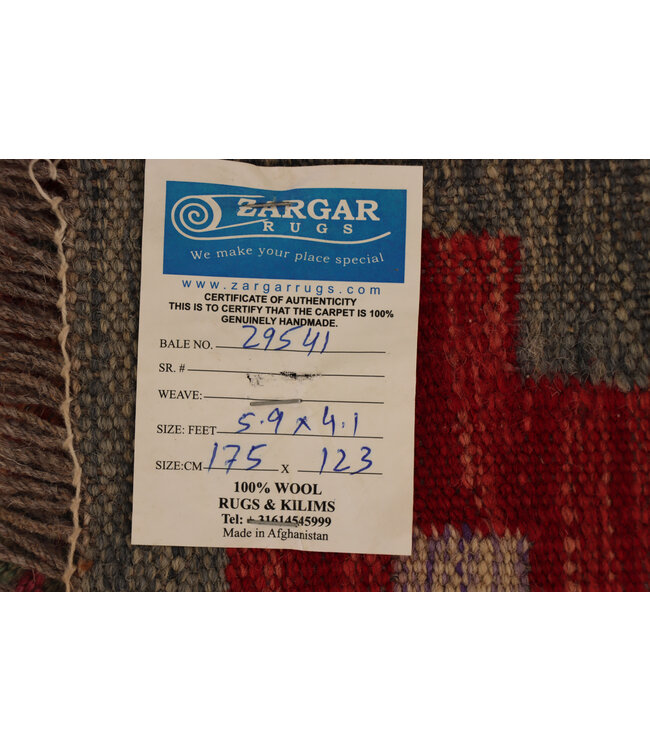 ZARGAR
RUGS
We make your place special
www.zargarrugs.com
CERTIFICATE OF AUTHENTICITY
THIS IS TO CERTIFY THAT THE CARPET IS 100%
GENUINELY HANDMADE.
BALE NO. 29541
SR. #
WEAVE:
SIZE: FEET 5.9 x 4.1
SIZE:CM 175 X 123
100% WOOL
RUGS & KILIMS
Tel: + 31614545999
Made in Afghanistan